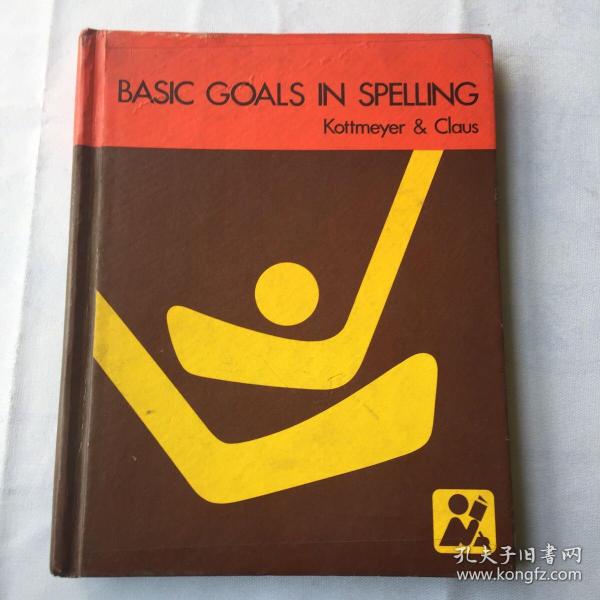 BASIC GOALS IN SPELLING
Kottmeyer & Claus
孔夫子旧书网
www.kongfz.com